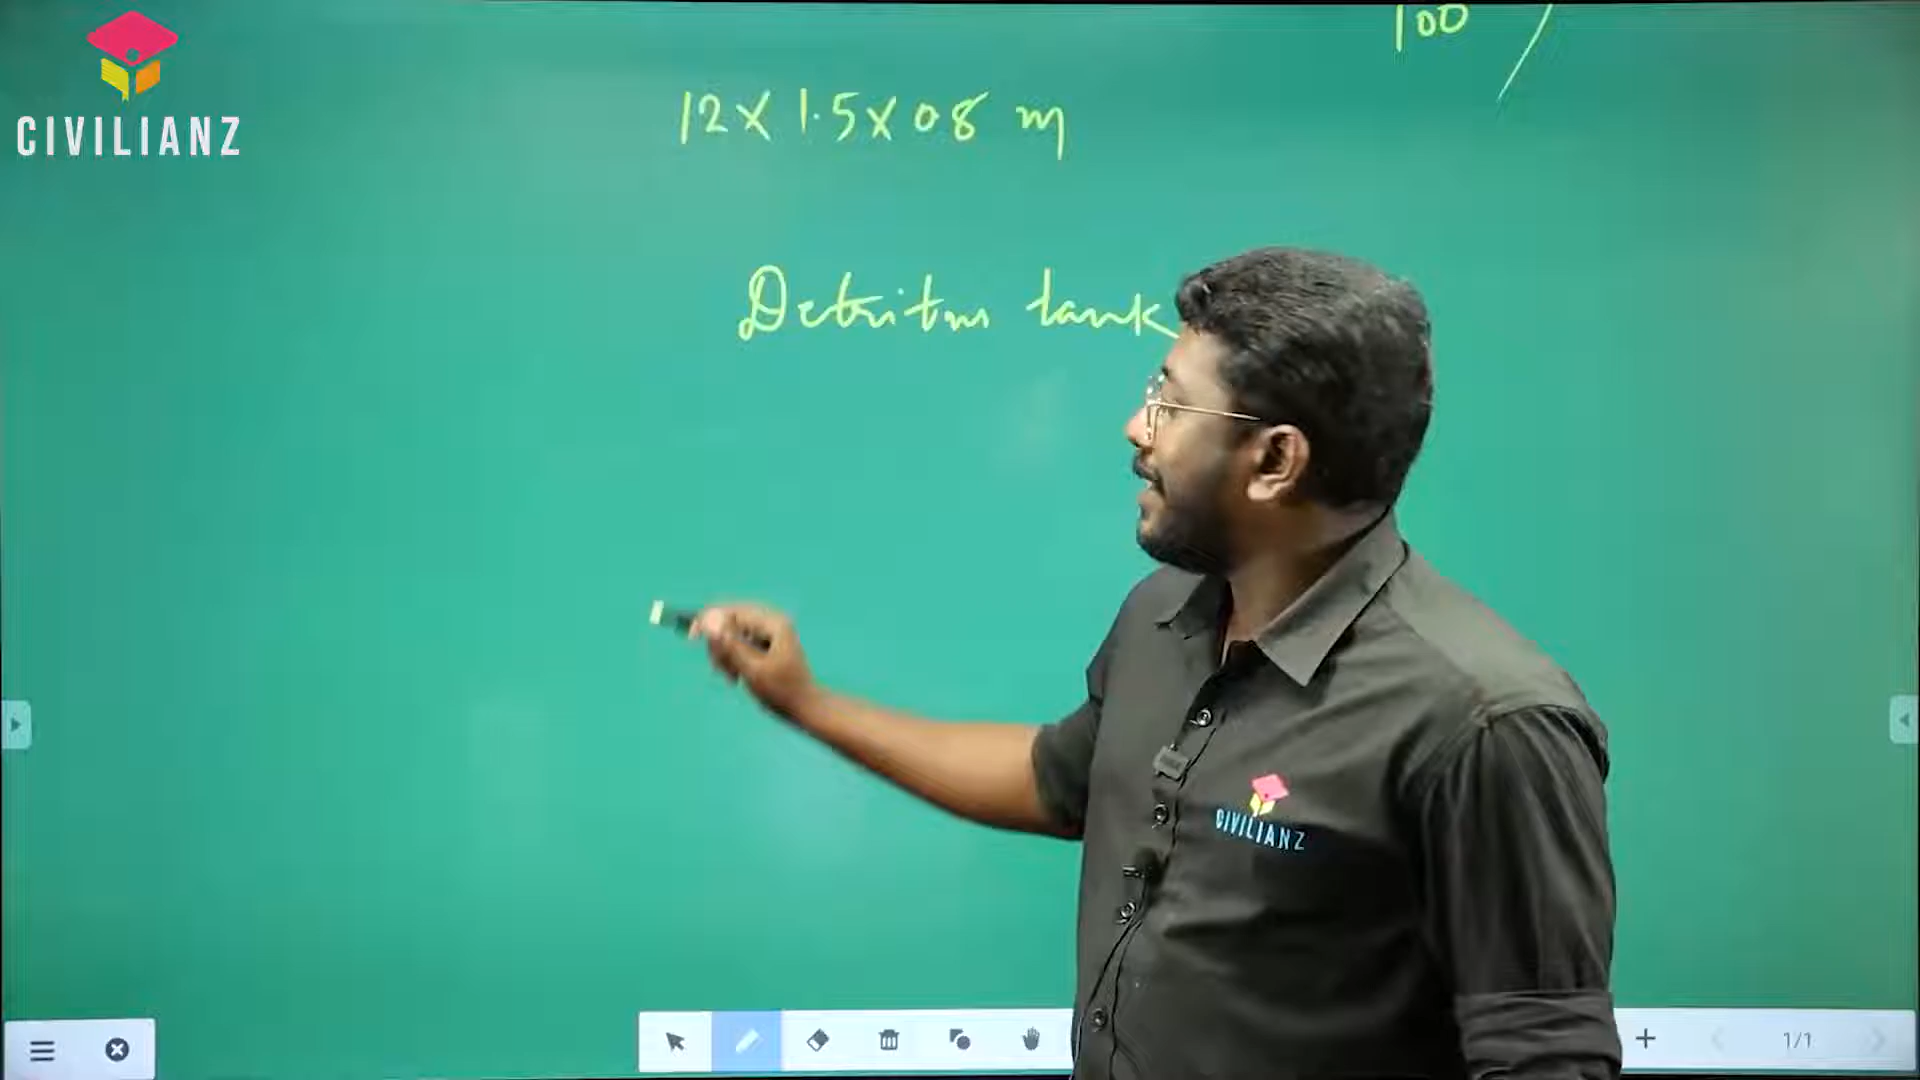 CIVILIANZ
100
12 x 1.5 x 08 m
Detritus tank
CIVILIANZ
1/1